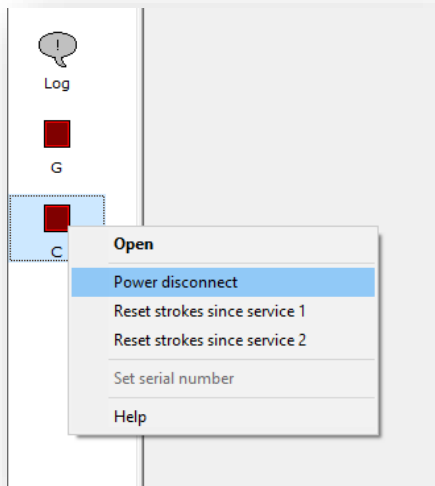 Log
G
C
Open
Power disconnect
Reset strokes since service 1
Reset strokes since service 2
Set serial number
Help